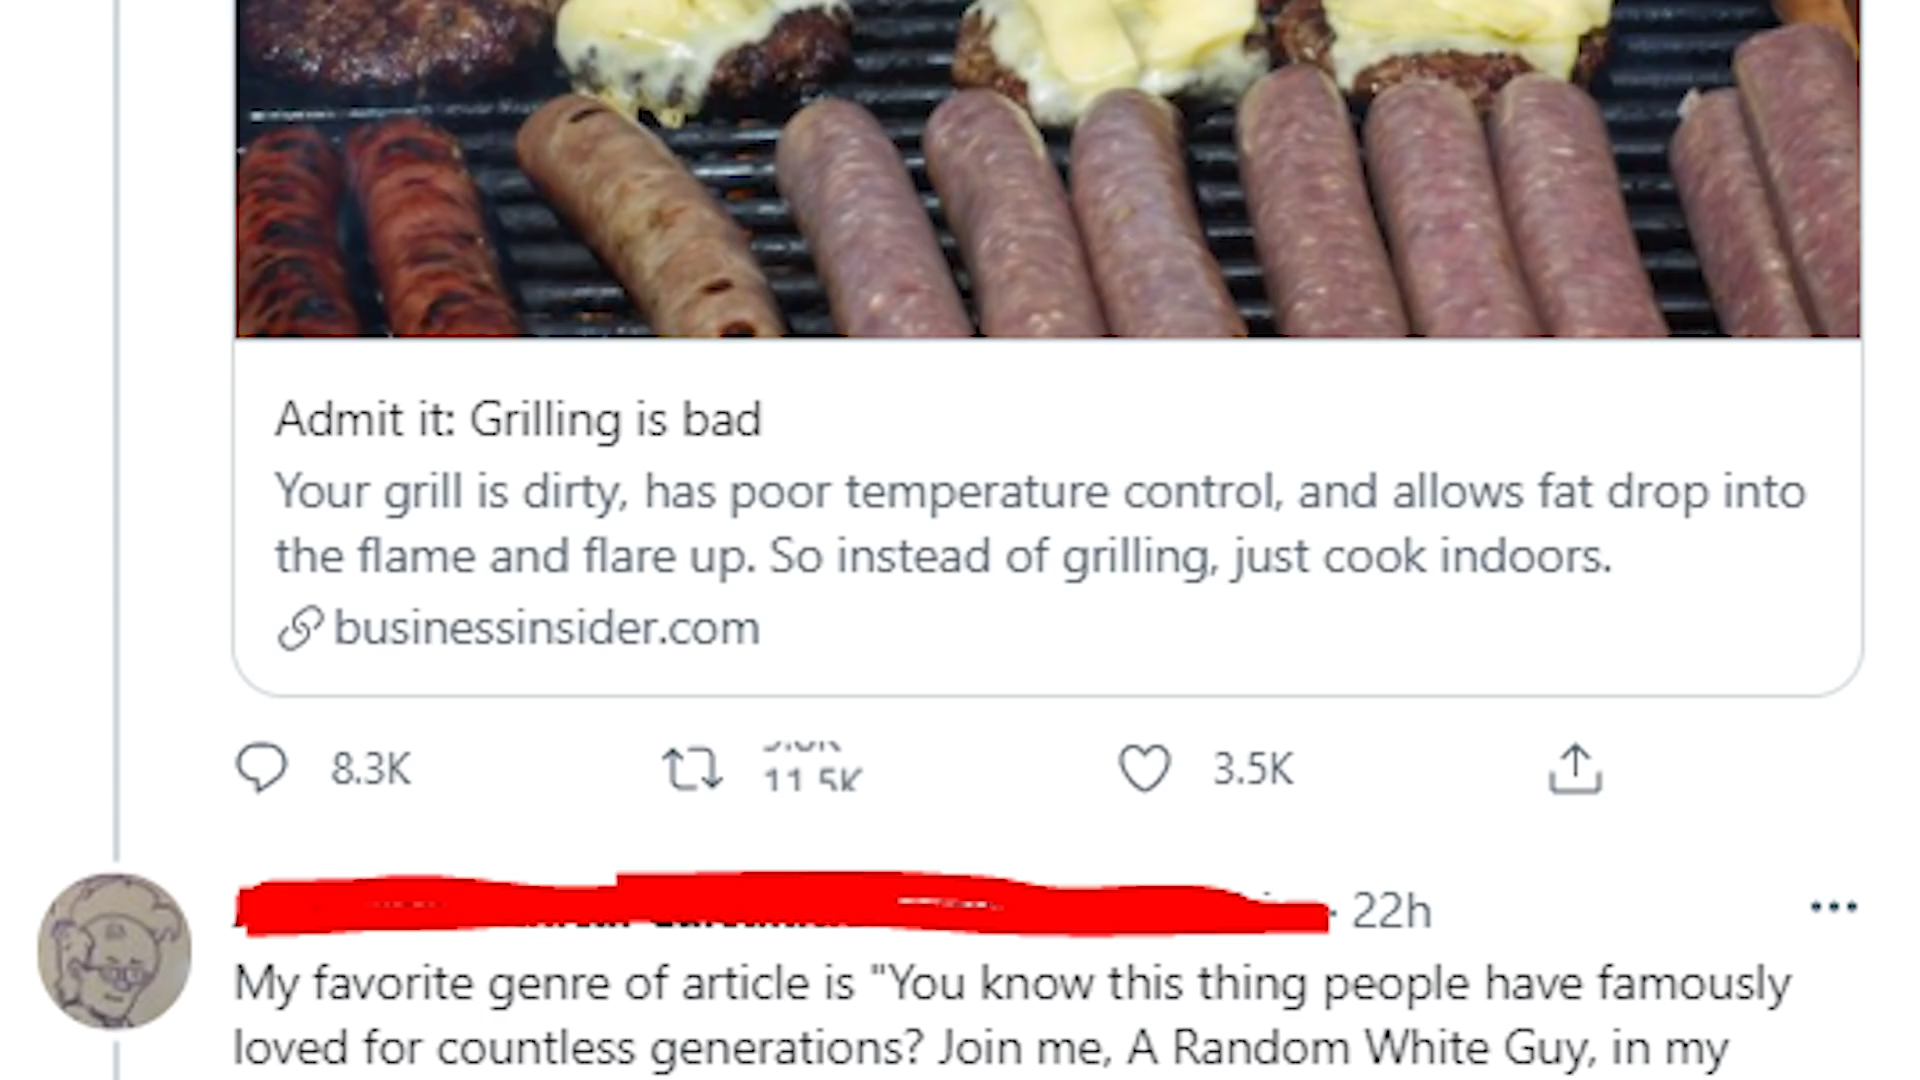 Admit it: Grilling is bad
Your grill is dirty, has poor temperature control, and allows fat drop into
the flame and flare up. So instead of grilling, just cook indoors.
businessinsider.com
8.3K 11.5K 3.5K
· 22h
My favorite genre of article is "You know this thing people have famously
loved for countless generations? Join me, A Random White Guy, in my